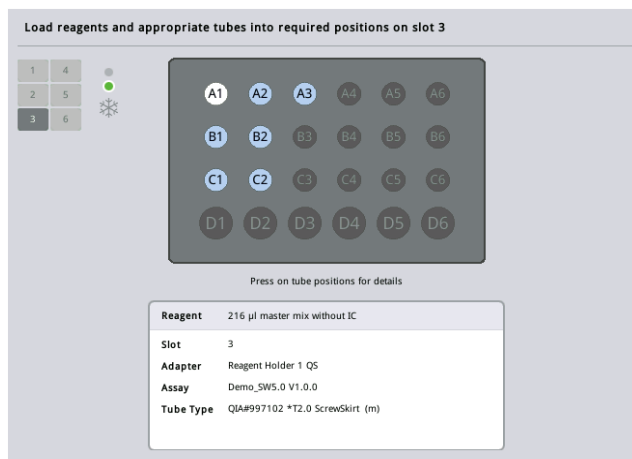 Load reagents and appropriate tubes into required positions on slot 3
1 4
2 5
3 6
A1 A2 A3 A4 A5 A6
B1 B2 B3 B4 B5 B6
C1 C2 C3 C4 C5 C6
D1 D2 D3 D4 D5 D6
Press on tube positions for details
Reagent 216 µl master mix without IC
Slot 3
Adapter Reagent Holder 1 QS
Assay Demo_SW5.0 V1.0.0
Tube Type QIA#997102 *T2.0 ScrewSkirt (m)